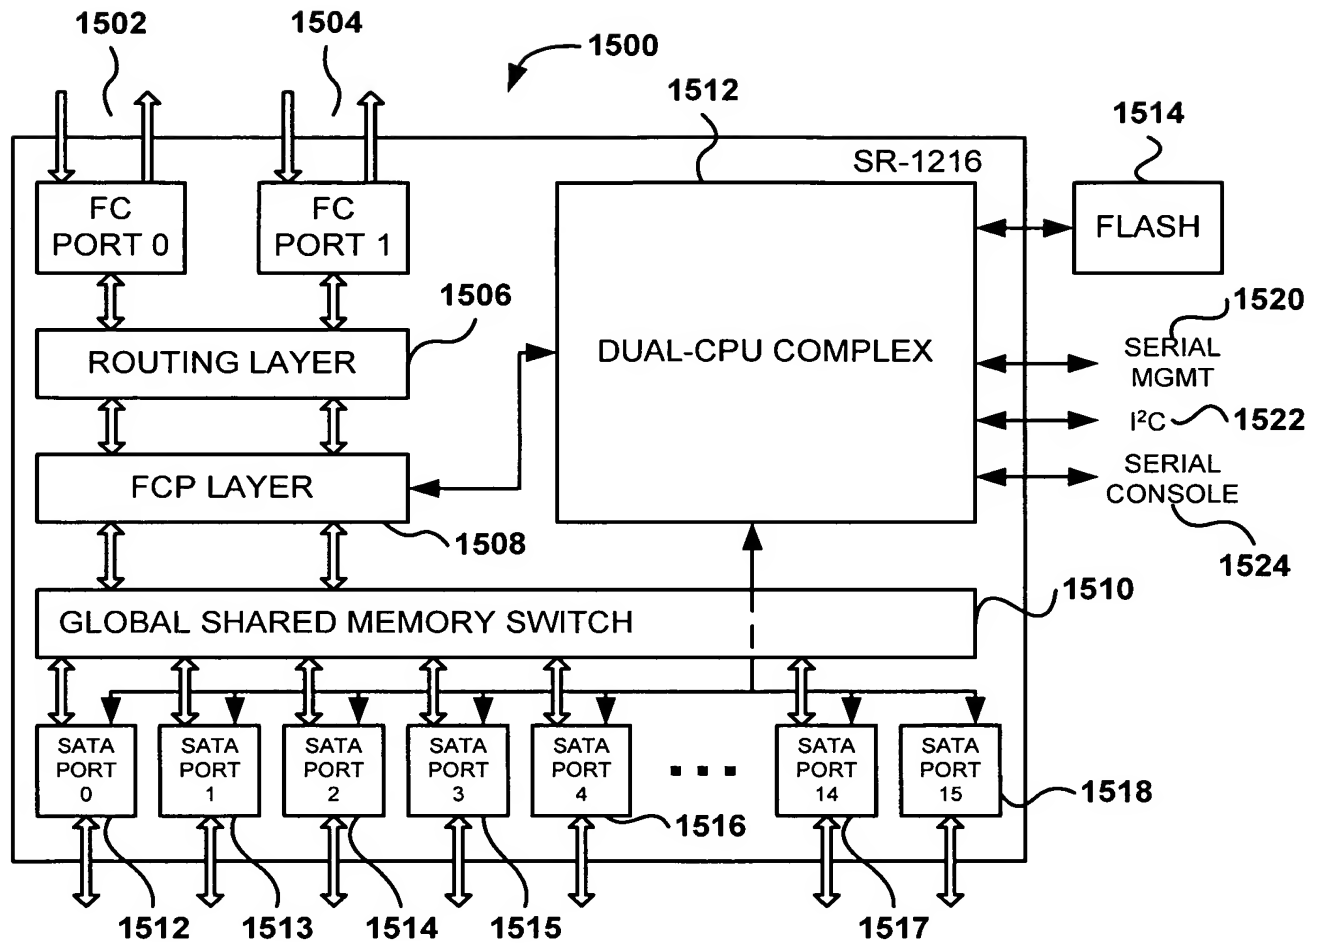 1502
1504
1500
1512
1514
SR-1216
FC
PORT 0
FC
PORT 1
FLASH
1506
1520
ROUTING LAYER
DUAL-CPU COMPLEX
SERIAL
MGMT
I²C
1522
FCP LAYER
SERIAL
CONSOLE
1508
1524
1510
GLOBAL SHARED MEMORY SWITCH
SATA
PORT
0
SATA
PORT
1
SATA
PORT
2
SATA
PORT
3
SATA
PORT
4
...
SATA
PORT
14
SATA
PORT
15
1518
1516
1512
1513
1514
1515
1517